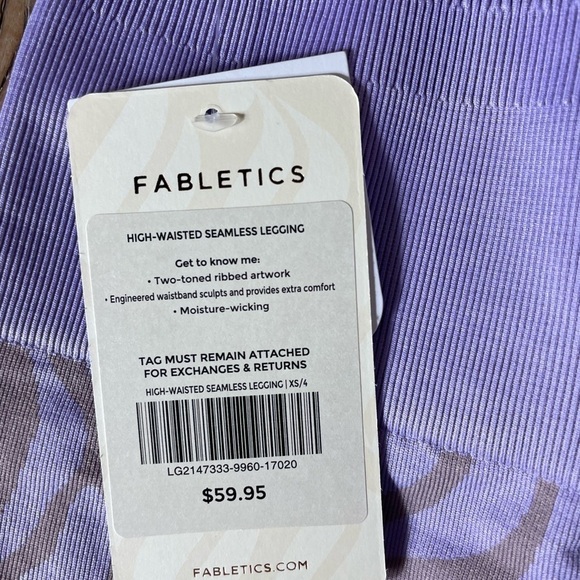 FABLETICS
HIGH-WAISTED SEAMLESS LEGGING
Get to know me:
• Two-toned ribbed artwork
• Engineered waistband sculpts and provides extra comfort
• Moisture-wicking
TAG MUST REMAIN ATTACHED
FOR EXCHANGES & RETURNS
HIGH-WAISTED SEAMLESS LEGGING | XS/4
LG2147333-9960-17020
$59.95
FABLETICS.COM